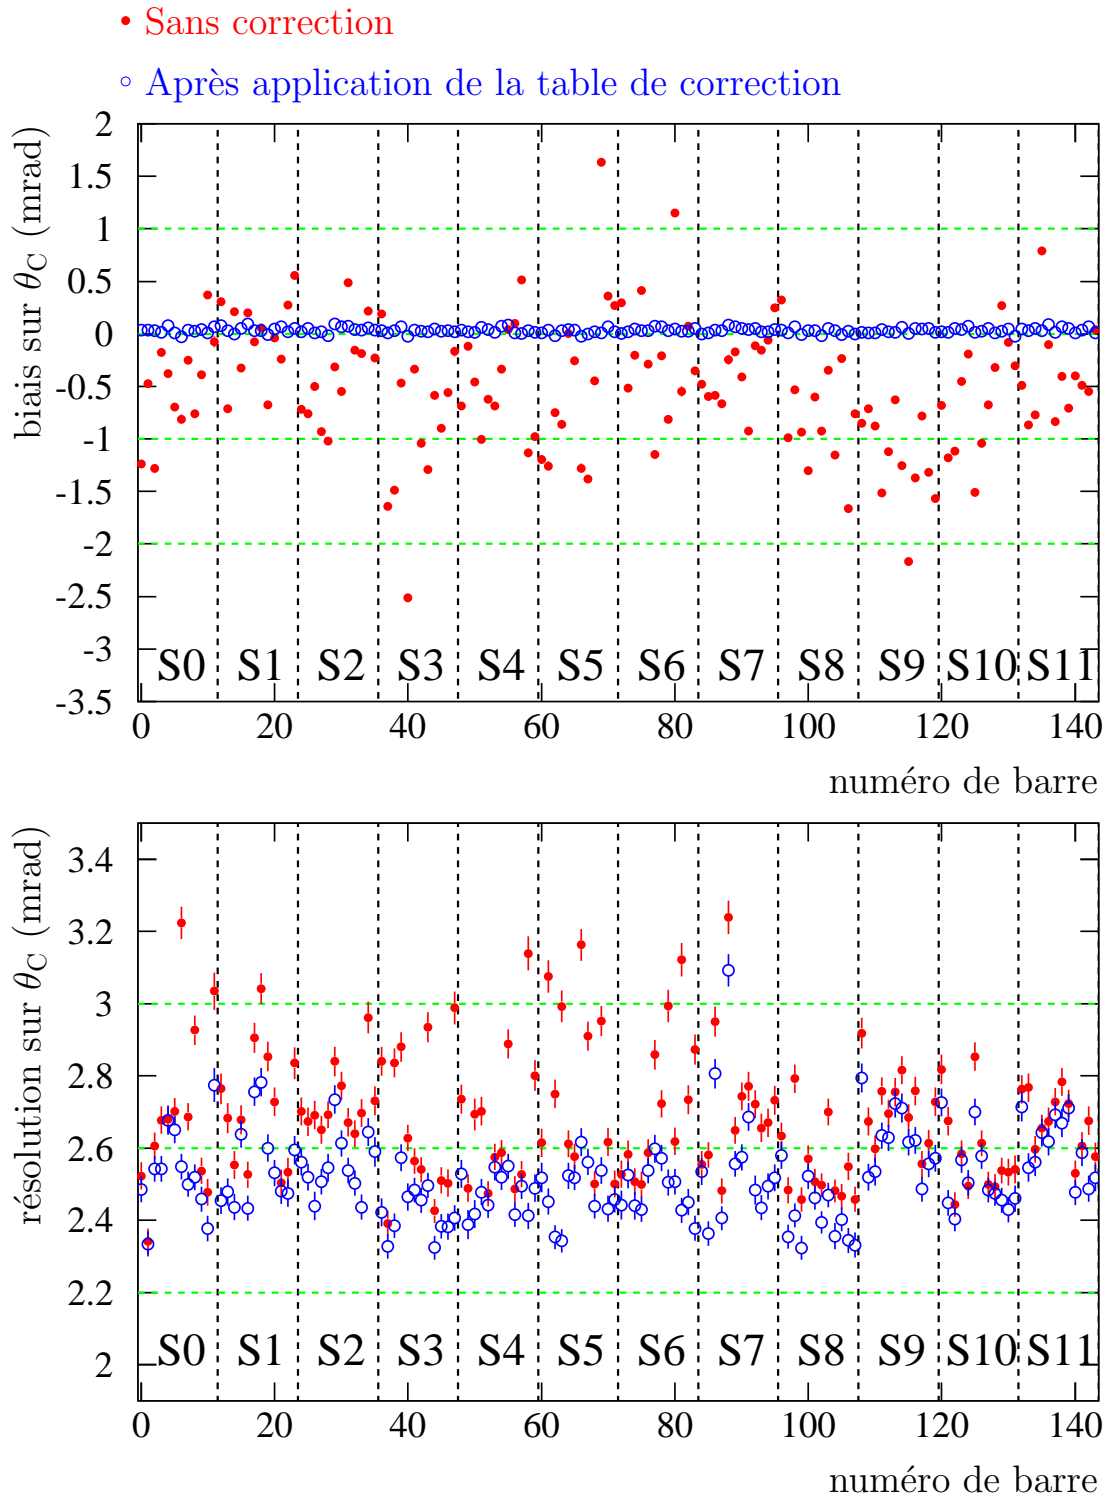 Sans correction
Après application de la table de correction
biais sur θC (mrad)
2
1.5
1
0.5
0
-0.5
-1
-1.5
-2
-2.5
-3
-3.5
S0 S1 S2 S3 S4 S5 S6 S7 S8 S9 S10 S11
0 20 40 60 80 100 120 140
numéro de barre
résolution sur θC (mrad)
3.4
3.2
3
2.8
2.6
2.4
2.2
2
S0 S1 S2 S3 S4 S5 S6 S7 S8 S9 S10 S11
0 20 40 60 80 100 120 140
numéro de barre